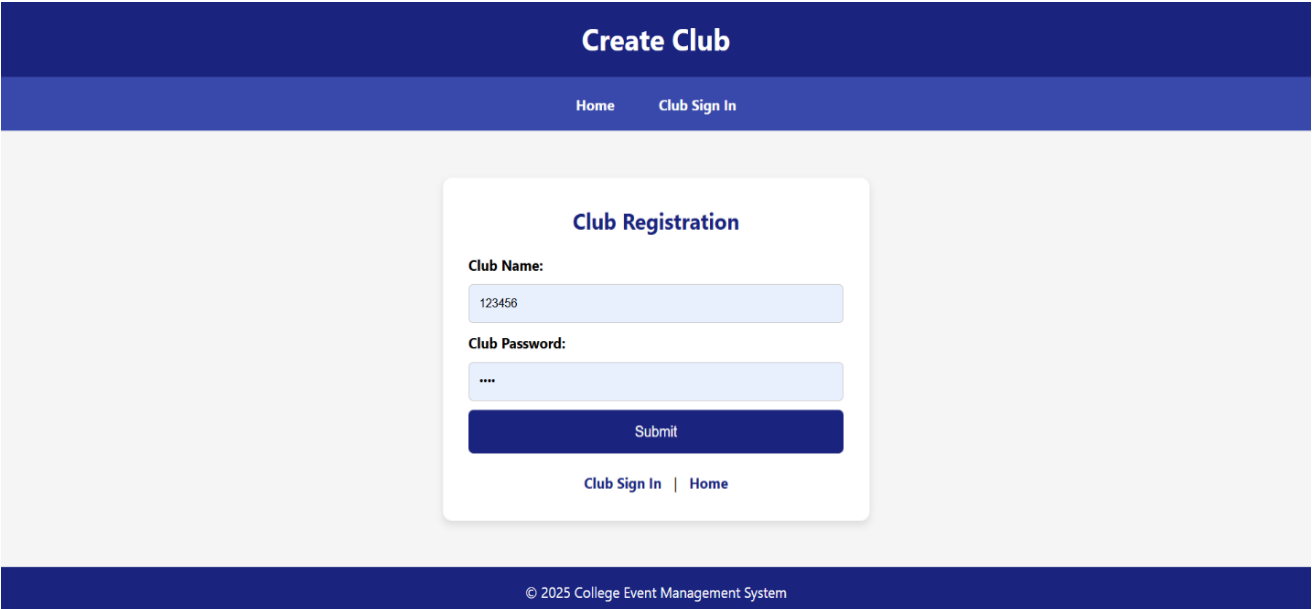 Create Club
Home Club Sign In
Club Registration
Club Name:
123456
Club Password:
••••
Submit
Club Sign In | Home
© 2025 College Event Management System